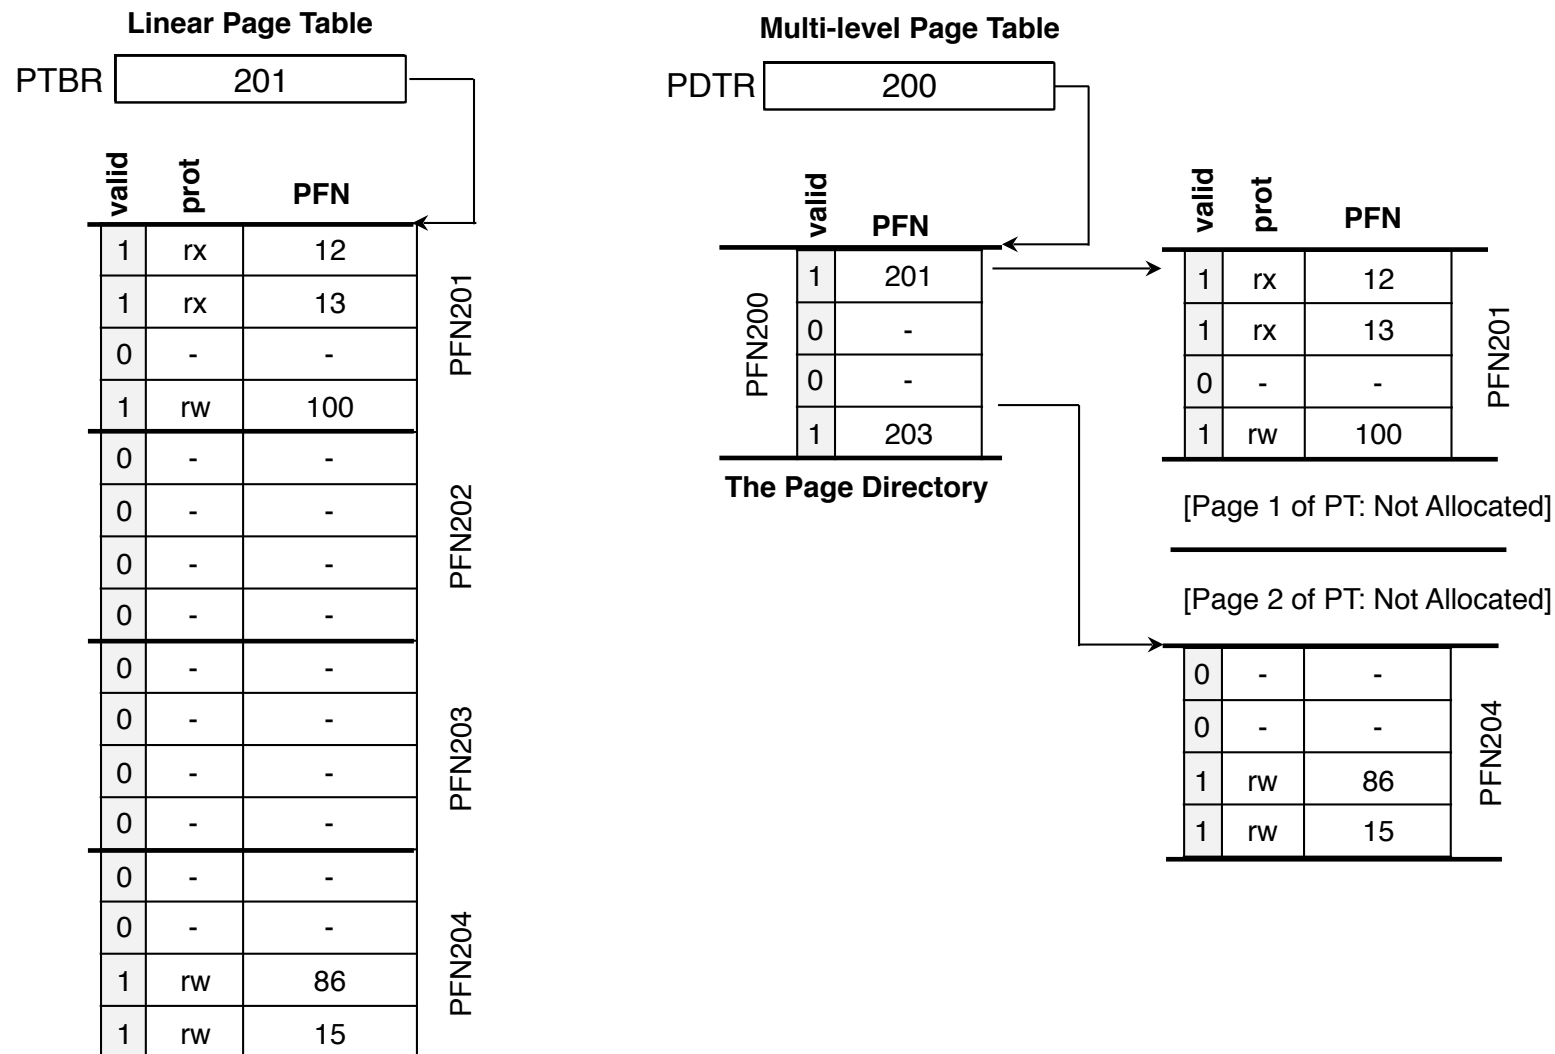 Linear Page Table
PTBR 201
valid prot PFN
1 rx 12
1 rx 13
0 - -
1 rw 100
PFN201
0 - -
0 - -
0 - -
0 - -
PFN202
0 - -
0 - -
0 - -
0 - -
PFN203
0 - -
0 - -
1 rw 86
1 rw 15
PFN204
Multi-level Page Table
PDTR 200
valid PFN
PFN200
1 201
0 -
0 -
1 203
The Page Directory
valid prot PFN
1 rx 12
1 rx 13
0 - -
1 rw 100
PFN201
[Page 1 of PT: Not Allocated]
[Page 2 of PT: Not Allocated]
0 - -
0 - -
1 rw 86
1 rw 15
PFN204